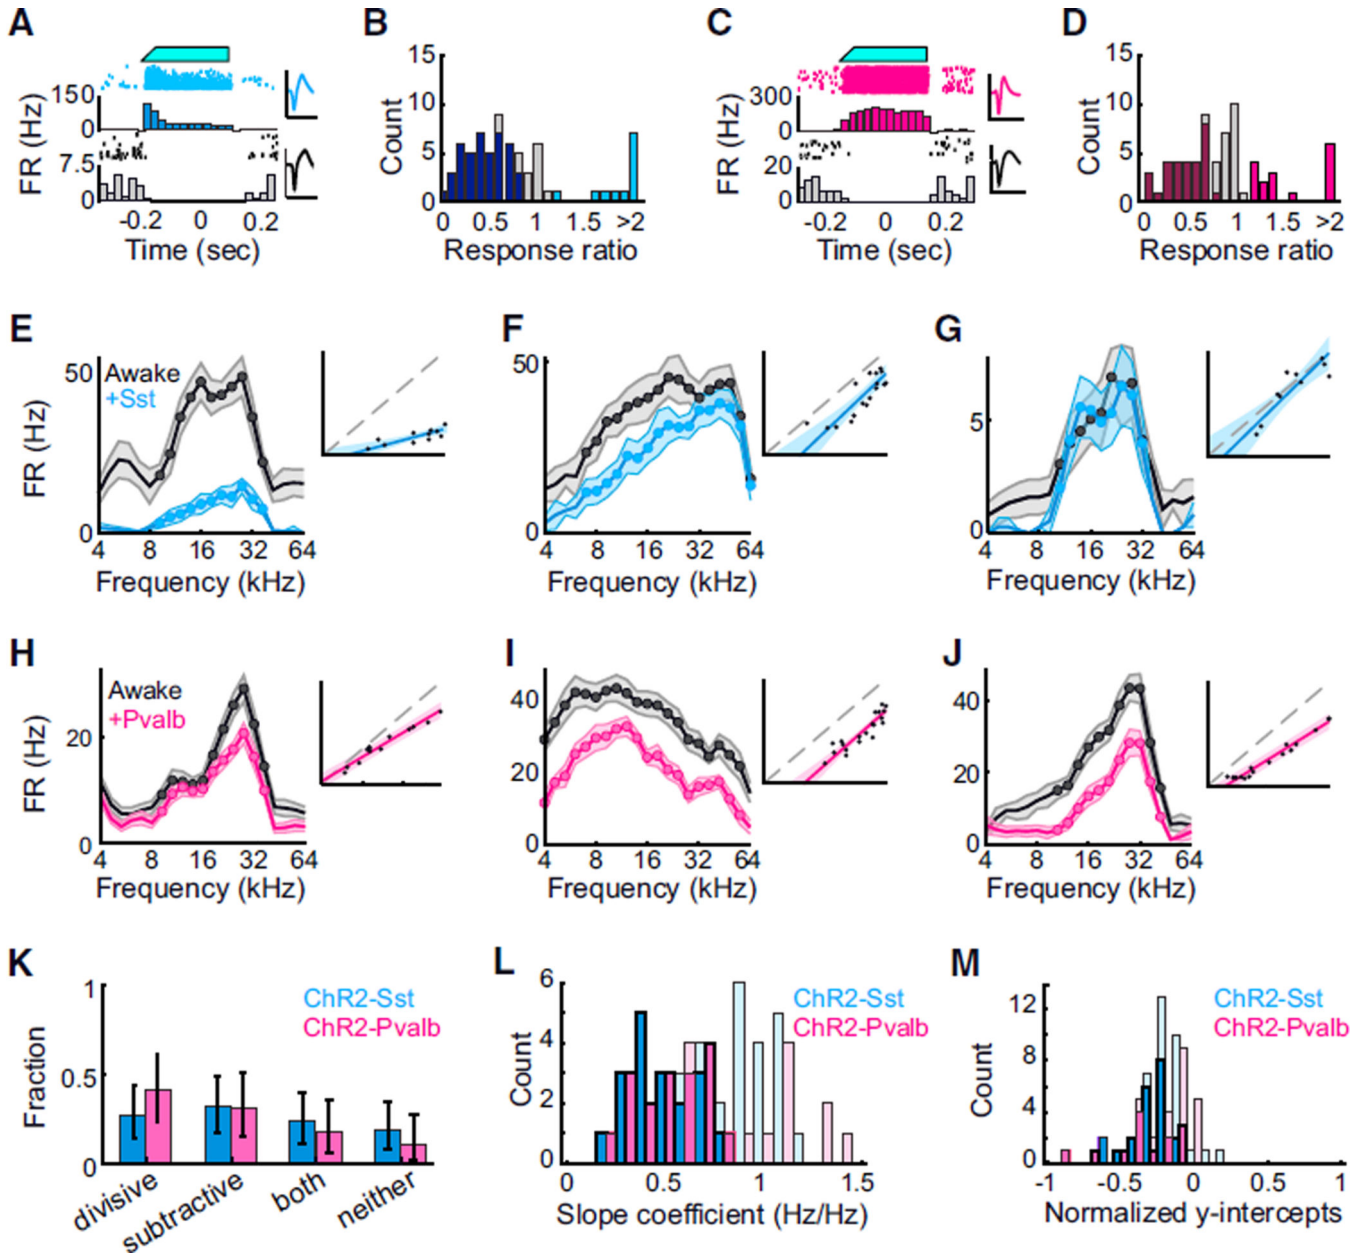 A
FR (Hz)
150
0
7.5
0
-0.2 0 0.2
Time (sec)
B
Count
15
10
5
0
0 0.5 1 1.5 >2
Response ratio
C
FR (Hz)
300
0
20
0
-0.2 0 0.2
Time (sec)
D
Count
15
10
5
0
0 0.5 1 1.5 >2
Response ratio
E
FR (Hz)
50
0
Awake
+Sst
4 8 16 32 64
Frequency (kHz)
F
50
0
4 8 16 32 64
Frequency (kHz)
G
5
0
4 8 16 32 64
Frequency (kHz)
H
FR (Hz)
20
0
Awake
+Pvalb
4 8 16 32 64
Frequency (kHz)
I
40
20
0
4 8 16 32 64
Frequency (kHz)
J
40
20
0
4 8 16 32 64
Frequency (kHz)
K
Fraction
1
0.5
0
ChR2-Sst
ChR2-Pvalb
divisive
subtractive
both
neither
L
Count
6
4
2
0
ChR2-Sst
ChR2-Pvalb
0 0.5 1 1.5
Slope coefficient (Hz/Hz)
M
Count
12
8
4
0
ChR2-Sst
ChR2-Pvalb
-1 -0.5 0 0.5 1
Normalized y-intercepts